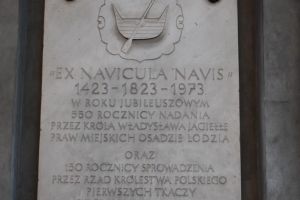 "EX NAVICULA NAVIS"
1423-1823-1973
W ROKU JUBILEUSZOWYM
550 ROCZNICY NADANIA
PRZEZ KRÓLA WŁADYSŁAWA JAGIEŁŁĘ
PRAW MIEJSKICH OSADZIE ŁODZIA
ORAZ
150 ROCZNICY SPROWADZENIA
PRZEZ RZĄD KRÓLESTWA POLSKIEGO
PIERWSZYCH TKACZY